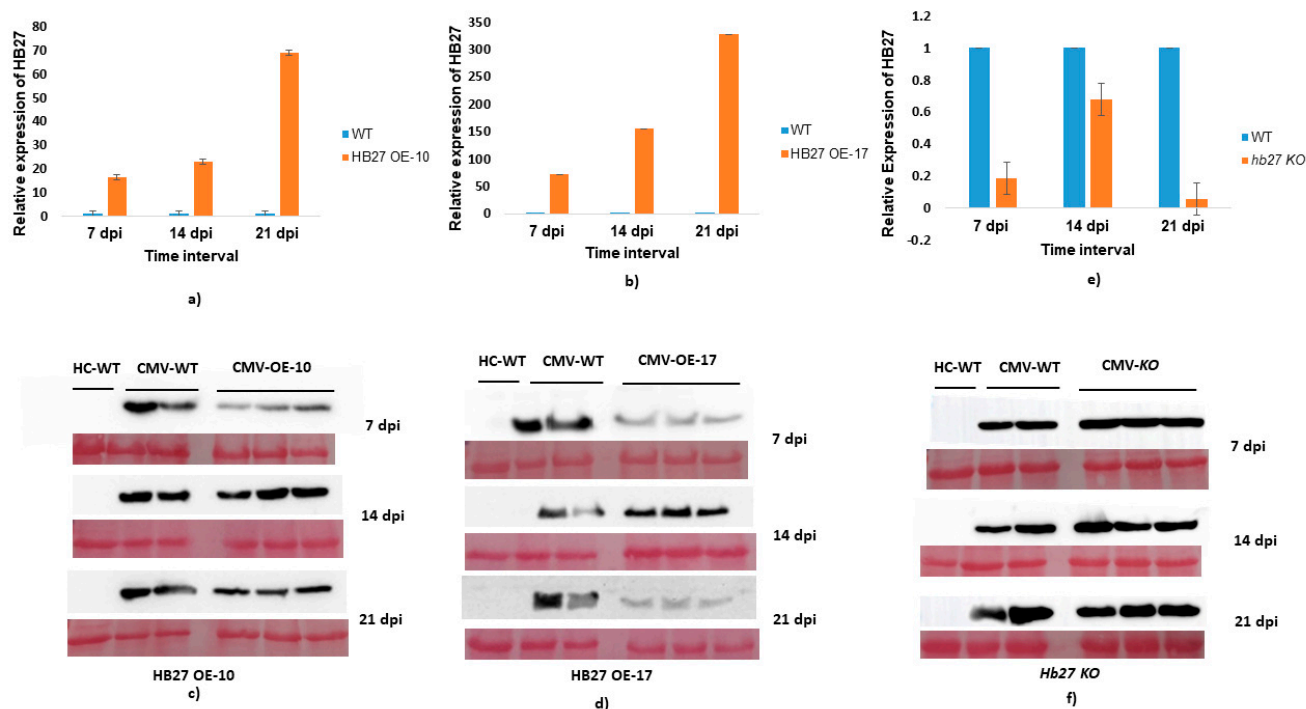 Relative expression of HB27
80
70
60
50
40
30
20
10
0
7 dpi 14 dpi 21 dpi
Time interval
WT
HB27 OE-10
a)
Relative expression of HB27
350
300
250
200
150
100
50
0
7 dpi 14 dpi 21 dpi
Time interval
WT
HB27 OE-17
b)
Relative Expression of HB27
1.2
1
0.8
0.6
0.4
0.2
0
-0.2
7 dpi 14 dpi 21 dpi
Time interval
WT
hb27 KO
e)
HC-WT CMV-WT CMV-OE-10
7 dpi
14 dpi
21 dpi
HB27 OE-10
c)
HC-WT CMV-WT CMV-OE-17
7 dpi
14 dpi
21 dpi
HB27 OE-17
d)
HC-WT CMV-WT CMV-KO
7 dpi
14 dpi
21 dpi
Hb27 KO
f)